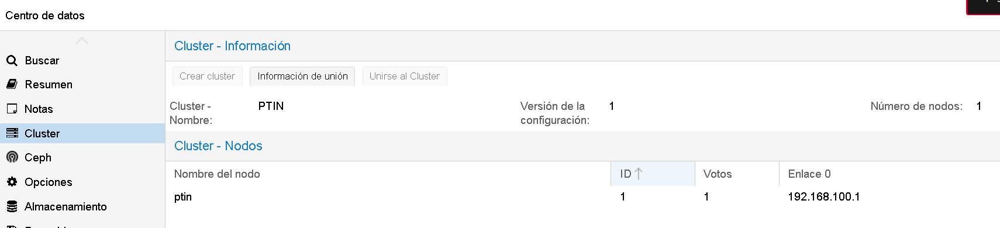 Centro de datos
Buscar
Resumen
Notas
Cluster
Ceph
Opciones
Almacenamiento
Cluster - Información
Crear cluster Información de unión Unirse al Cluster
Cluster - Nombre: PTIN Versión de la configuración: 1 Número de nodos: 1
Cluster - Nodos
Nombre del nodo ID Votos Enlace 0
ptin 1 1 192.168.100.1